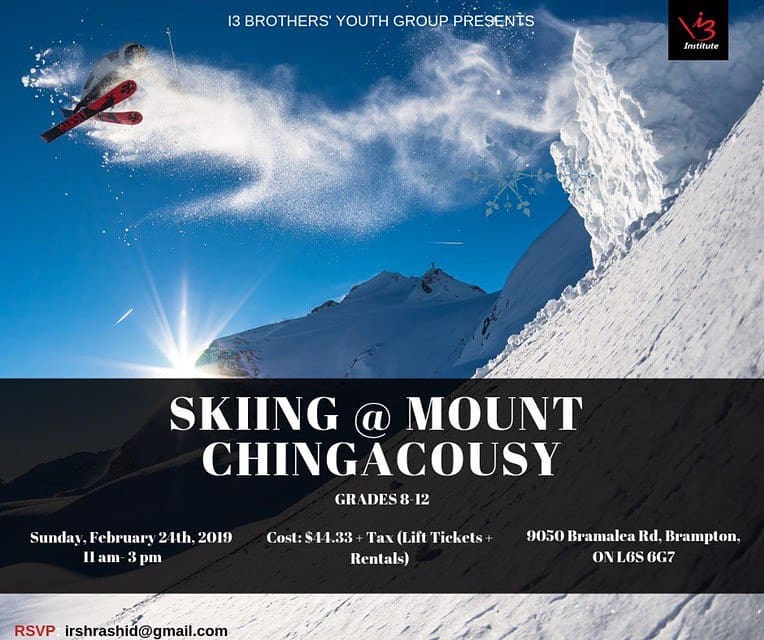 I3 BROTHERS' YOUTH GROUP PRESENTS
i3
Institute
SKIING @ MOUNT
CHINGACOUSY
GRADES 8-12
Sunday, February 24th, 2019
11 am- 3 pm
Cost: $44.33 + Tax (Lift Tickets +
Rentals)
9050 Bramalea Rd, Brampton,
ON L6S 6G7
RSVP irshrashid@gmail.com